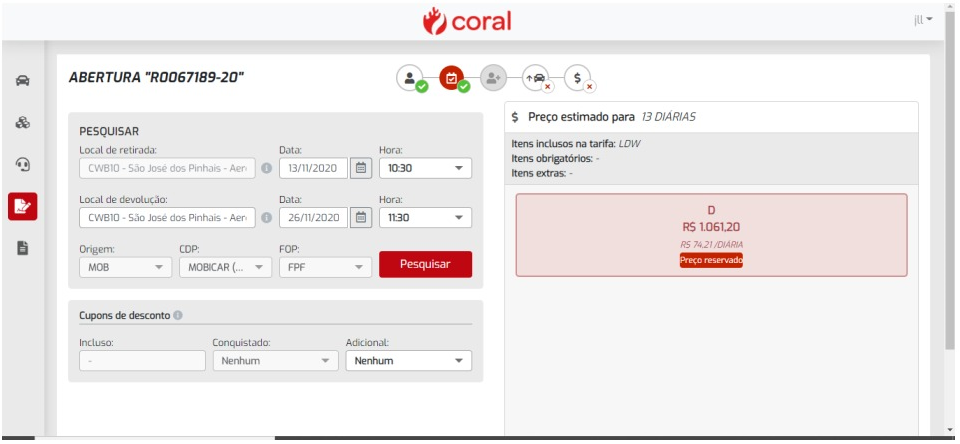 coral
jll
ABERTURA "R0067189-20"
$
PESQUISAR
Local de retirada: Data: Hora:
CWB10 - São José dos Pinhais - Aer 13/11/2020 10:30
Local de devolução: Data: Hora:
CWB10 - São José dos Pinhais - Aer 26/11/2020 11:30
Origem: CDP: FOP:
MOB MOBICAR (... FPF Pesquisar
Cupons de desconto
Incluso: Conquistado: Adicional:
- Nenhum Nenhum
$ Preço estimado para 13 DIÁRIAS
Itens inclusos na tarifa: LDW
Itens obrigatórios: -
Itens extras: -
D
R$ 1.061,20
R$ 74.21 /DIÁRIA
Preço reservado